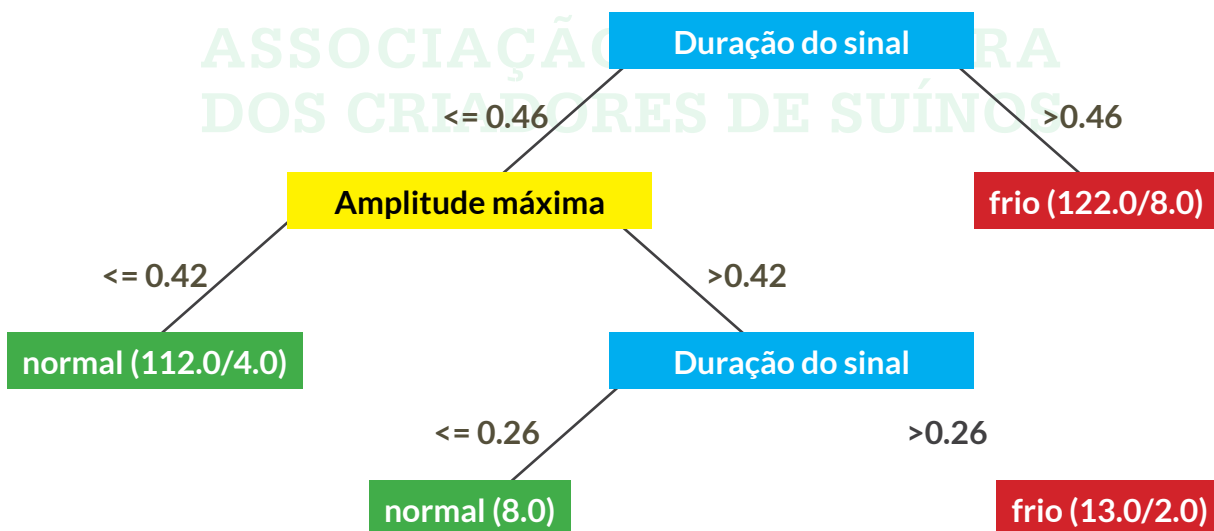 ASSOCIAÇÃO RA
DOS CRIADORES DE SUÍNOS
Duração do sinal
<= 0.46
>0.46
Amplitude máxima
frio (122.0/8.0)
<= 0.42
>0.42
normal (112.0/4.0)
Duração do sinal
<= 0.26
>0.26
normal (8.0)
frio (13.0/2.0)